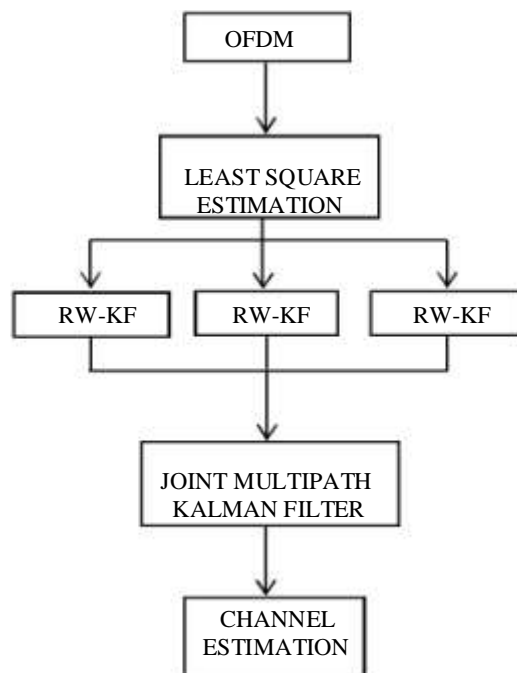 OFDM
LEAST SQUARE
ESTIMATION
RW-KF
RW-KF
RW-KF
JOINT MULTIPATH
KALMAN FILTER
CHANNEL
ESTIMATION